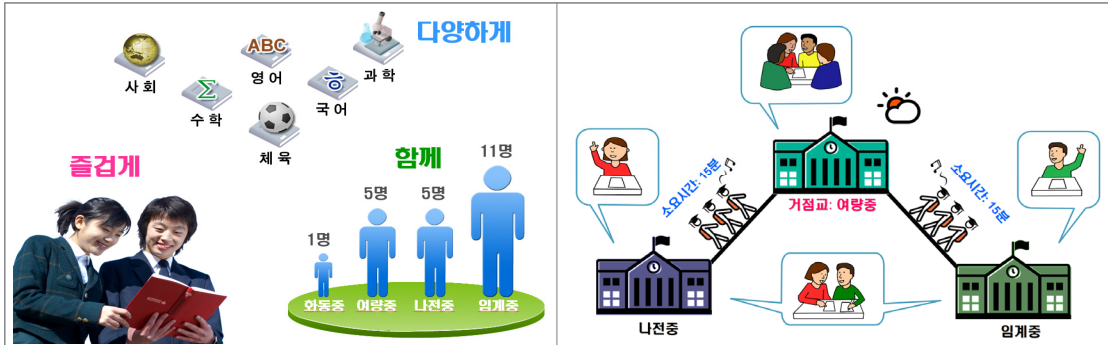 다양하게
사회
수학
영어
체육
국어
과학
즐겁게
함께
1명
5명
5명
11명
화동중
여량중
나전중
임계중
소요시간: 15분
소요시간: 15분
거점교: 여량중
나전중
임계중
ABC
Σ
ㅎ